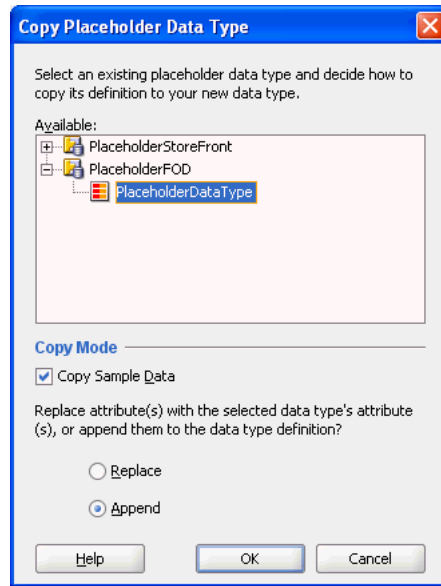 Copy Placeholder Data Type
Select an existing placeholder data type and decide how to
copy its definition to your new data type.
Available:
PlaceholderStoreFront
PlaceholderFOD
PlaceholderDataType
Copy Mode
Copy Sample Data
Replace attribute(s) with the selected data type's attribute
(s), or append them to the data type definition?
Replace
Append
Help
OK
Cancel